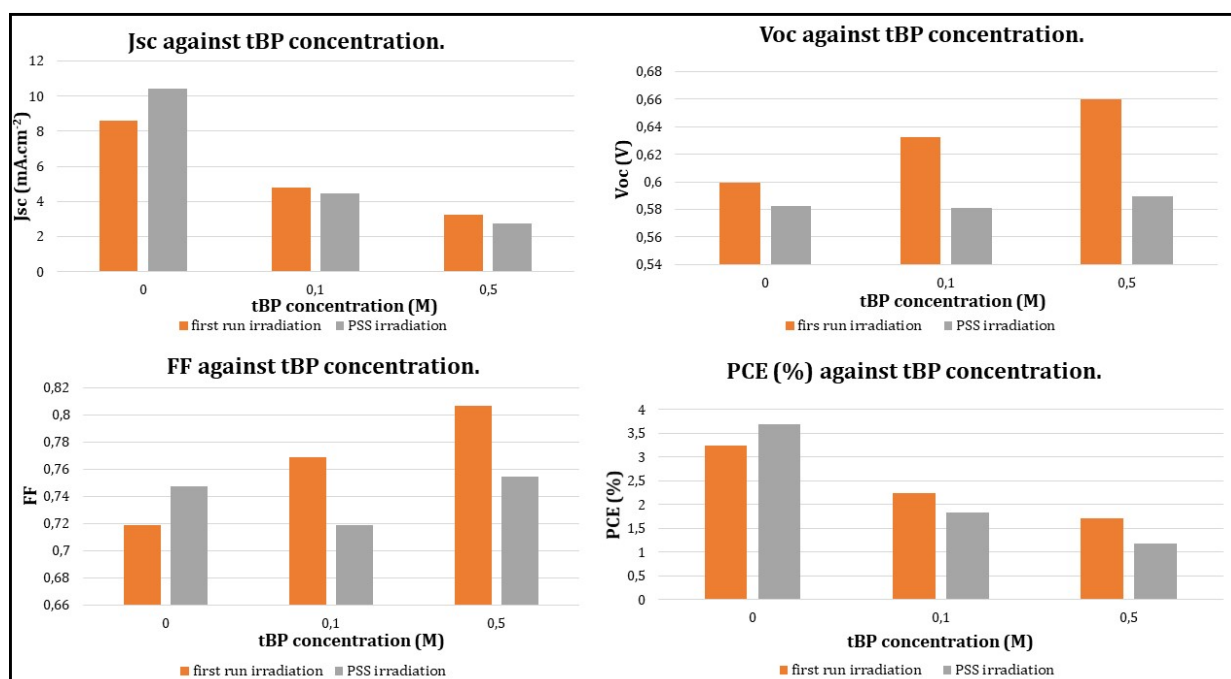 Jsc against tBP concentration.
12
10
8
6
4
2
0
Jsc (mA.cm-2)
0 0,1 0,5
tBP concentration (M)
first run irradiation PSS irradiation
Voc against tBP concentration.
0,68
0,66
0,64
0,62
0,6
0,58
0,56
0,54
Voc (V)
0 0,1 0,5
tBP concentration (M)
firs run irradiation PSS irradiation
FF against tBP concentration.
0,82
0,8
0,78
0,76
0,74
0,72
0,7
0,68
0,66
FF
0 0,1 0,5
tBP concentration (M)
first run irradiation PSS irradiation
PCE (%) against tBP concentration.
4
3,5
3
2,5
2
1,5
1
0,5
0
PCE (%)
0 0,1 0,5
tBP concentration (M)
first run irradiation PSS irradiation